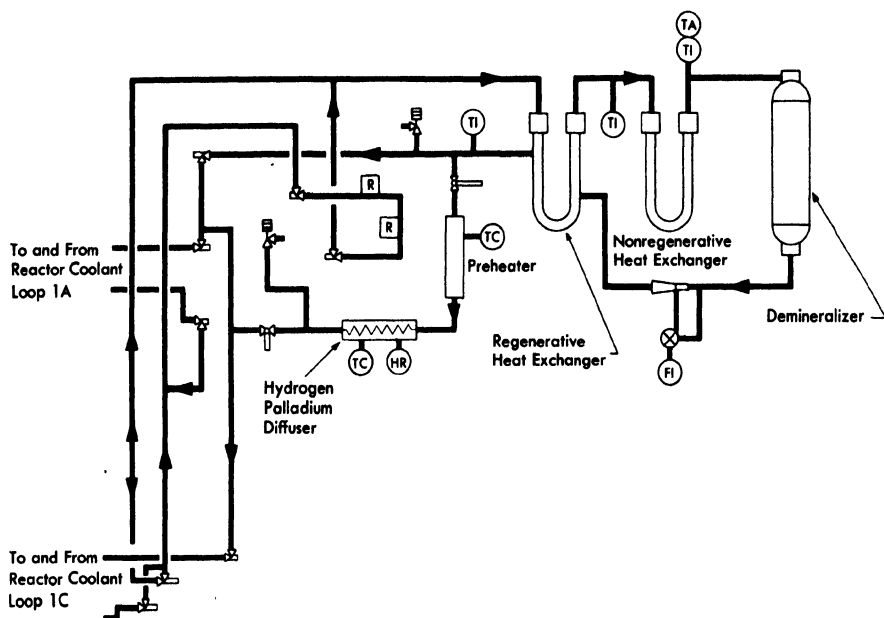 TA
TI
TI
TI
R
R
TC
Preheater
To and From
Reactor Coolant
Loop 1A
Nonregenerative
Heat Exchanger
Demineralizer
Regenerative
Heat Exchanger
TC
HR
FI
Hydrogen
Palladium
Diffuser
To and From
Reactor Coolant
Loop 1C